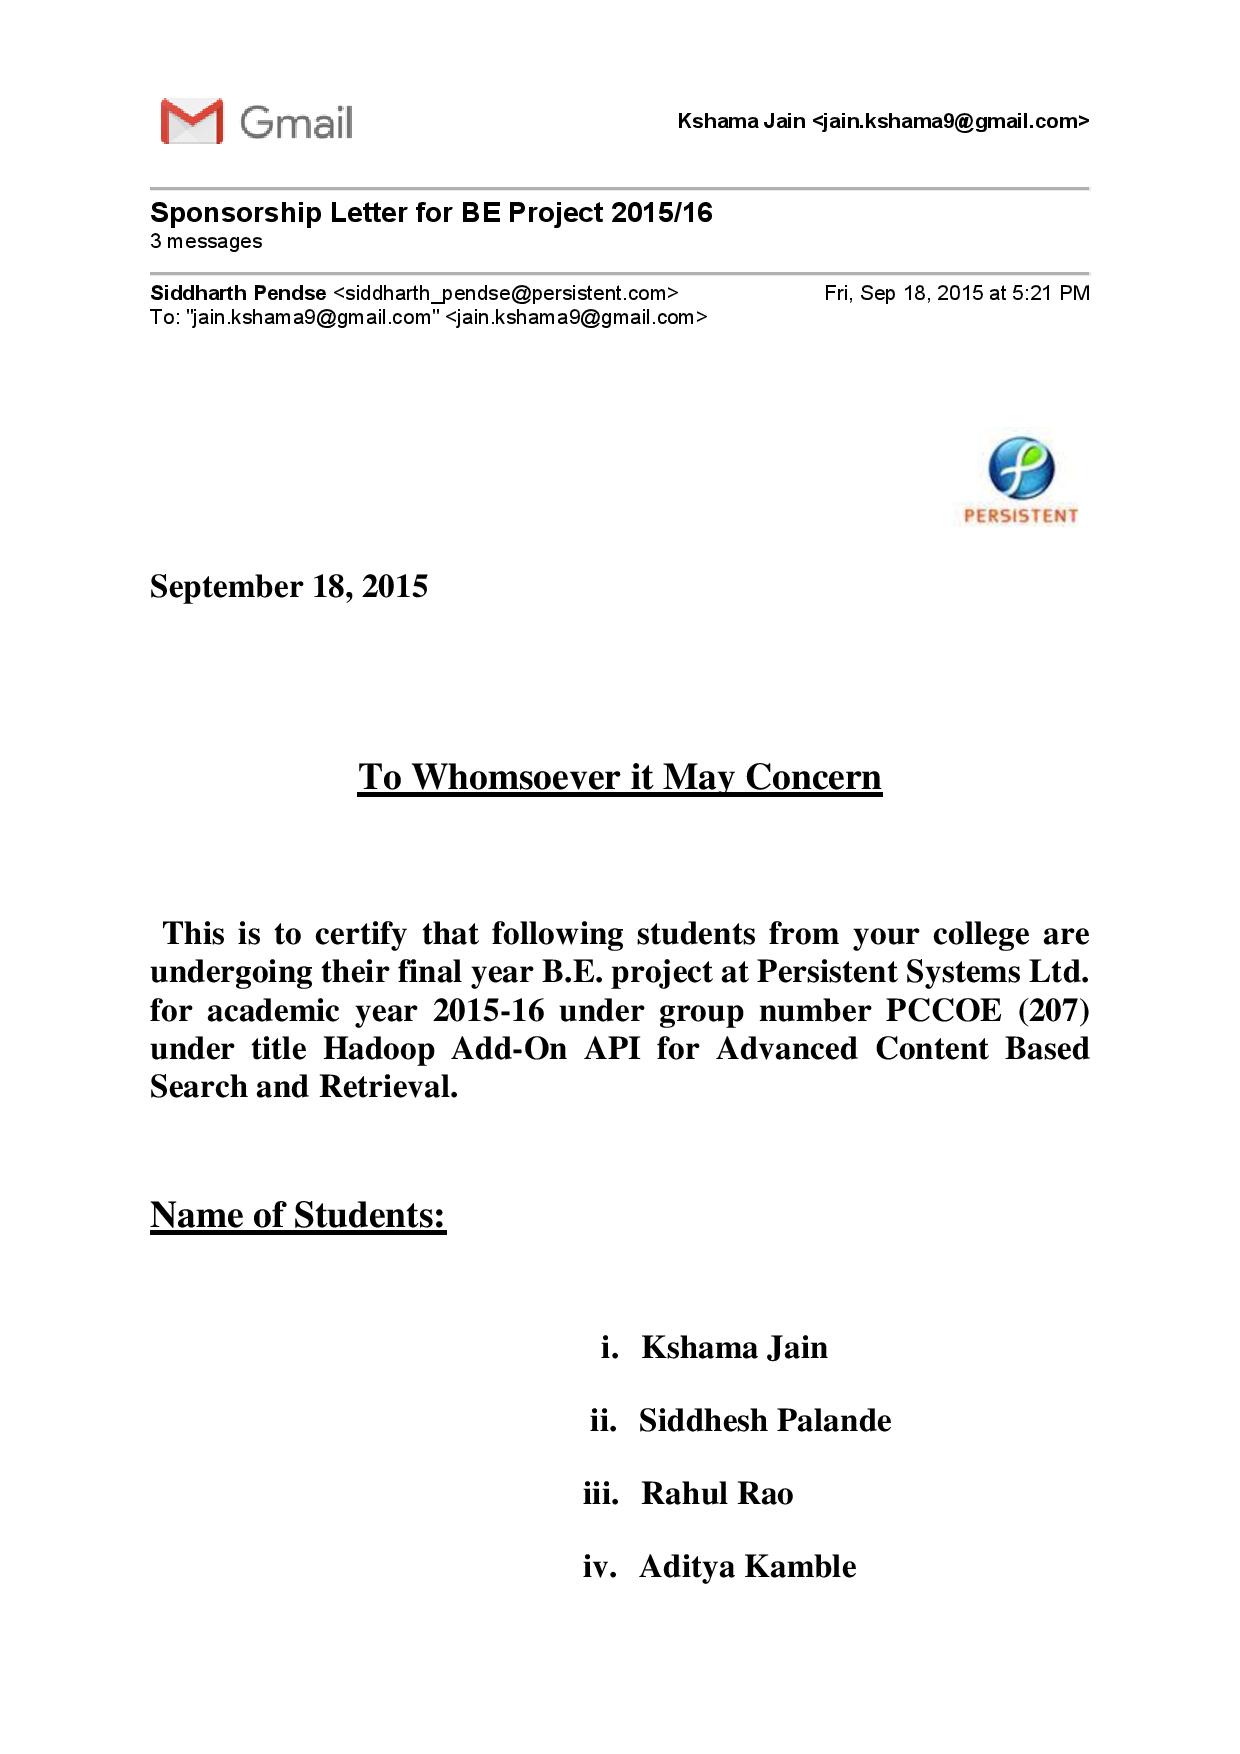 Gmail
Kshama Jain <jain.kshama9@gmail.com>
Sponsorship Letter for BE Project 2015/16
3 messages
Siddharth Pendse <siddharth_pendse@persistent.com> Fri, Sep 18, 2015 at 5:21 PM
To: "jain.kshama9@gmail.com" <jain.kshama9@gmail.com>
PERSISTENT
September 18, 2015
To Whomsoever it May Concern
This is to certify that following students from your college are
undergoing their final year B.E. project at Persistent Systems Ltd.
for academic year 2015-16 under group number PCCOE (207)
under title Hadoop Add-On API for Advanced Content Based
Search and Retrieval.
Name of Students:
i. Kshama Jain
ii. Siddhesh Palande
iii. Rahul Rao
iv. Aditya Kamble